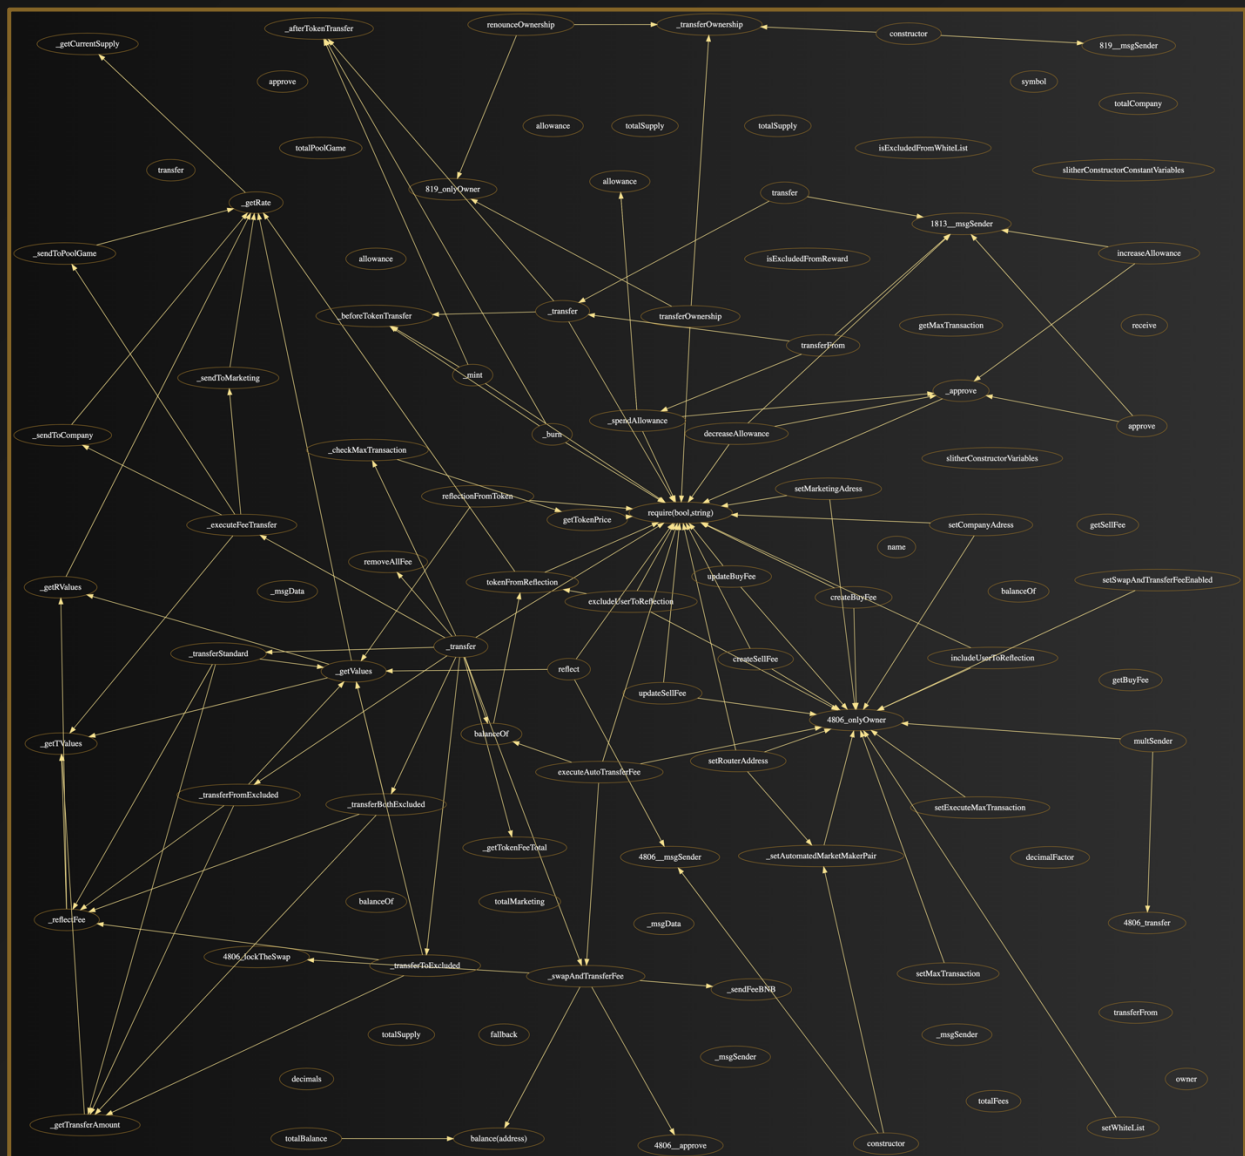 _afterTokenTransfer
renounceOwnership
_transferOwnership
constructor
_getCurrentSupply
819__msgSender
approve
symbol
totalCompany
allowance
totalSupply
totalSupply
totalPoolGame
isExcludedFromWhiteList
transfer
slitherConstructorConstantVariables
allowance
819_onlyOwner
transfer
_getRate
1813__msgSender
_sendToPoolGame
increaseAllowance
allowance
isExcludedFromReward
_transfer
_beforeTokenTransfer
transferOwnership
getMaxTransaction
receive
transferFrom
_mint
_sendToMarketing
_approve
_spendAllowance
approve
_sendToCompany
_burn
decreaseAllowance
_checkMaxTransaction
slitherConstructorVariables
setMarketingAdress
reflectionFromToken
require(bool,string)
getTokenPrice
_executeFeeTransfer
setCompanyAdress
getSellFee
name
removeAllFee
updateBuyFee
tokenFromReflection
setSwapAndTransferFeeEnabled
_getRValues
_msgData
balanceOf
createBuyFee
excludeUserToReflection
_transfer
_transferStandard
createSellFee
includeUserToReflection
_getValues
reflect
getBuyFee
updateSellFee
4806_onlyOwner
balanceOf
multSender
_getTValues
setRouterAddress
executeAutoTransferFee
_transferFromExcluded
_transferBothExcluded
setExecuteMaxTransaction
_getTokenFeeTotal
4806__msgSender
_setAutomatedMarketMakerPair
decimalFactor
balanceOf
totalMarketing
_reflectFee
_msgData
4806_transfer
4806_lockTheSwap
_transferToExcluded
_swapAndTransferFee
setMaxTransaction
_sendFeeBNB
transferFrom
totalSupply
fallback
_msgSender
_msgSender
decimals
owner
totalFees
_getTransferAmount
setWhiteList
totalBalance
balance(address)
4806__approve
constructor